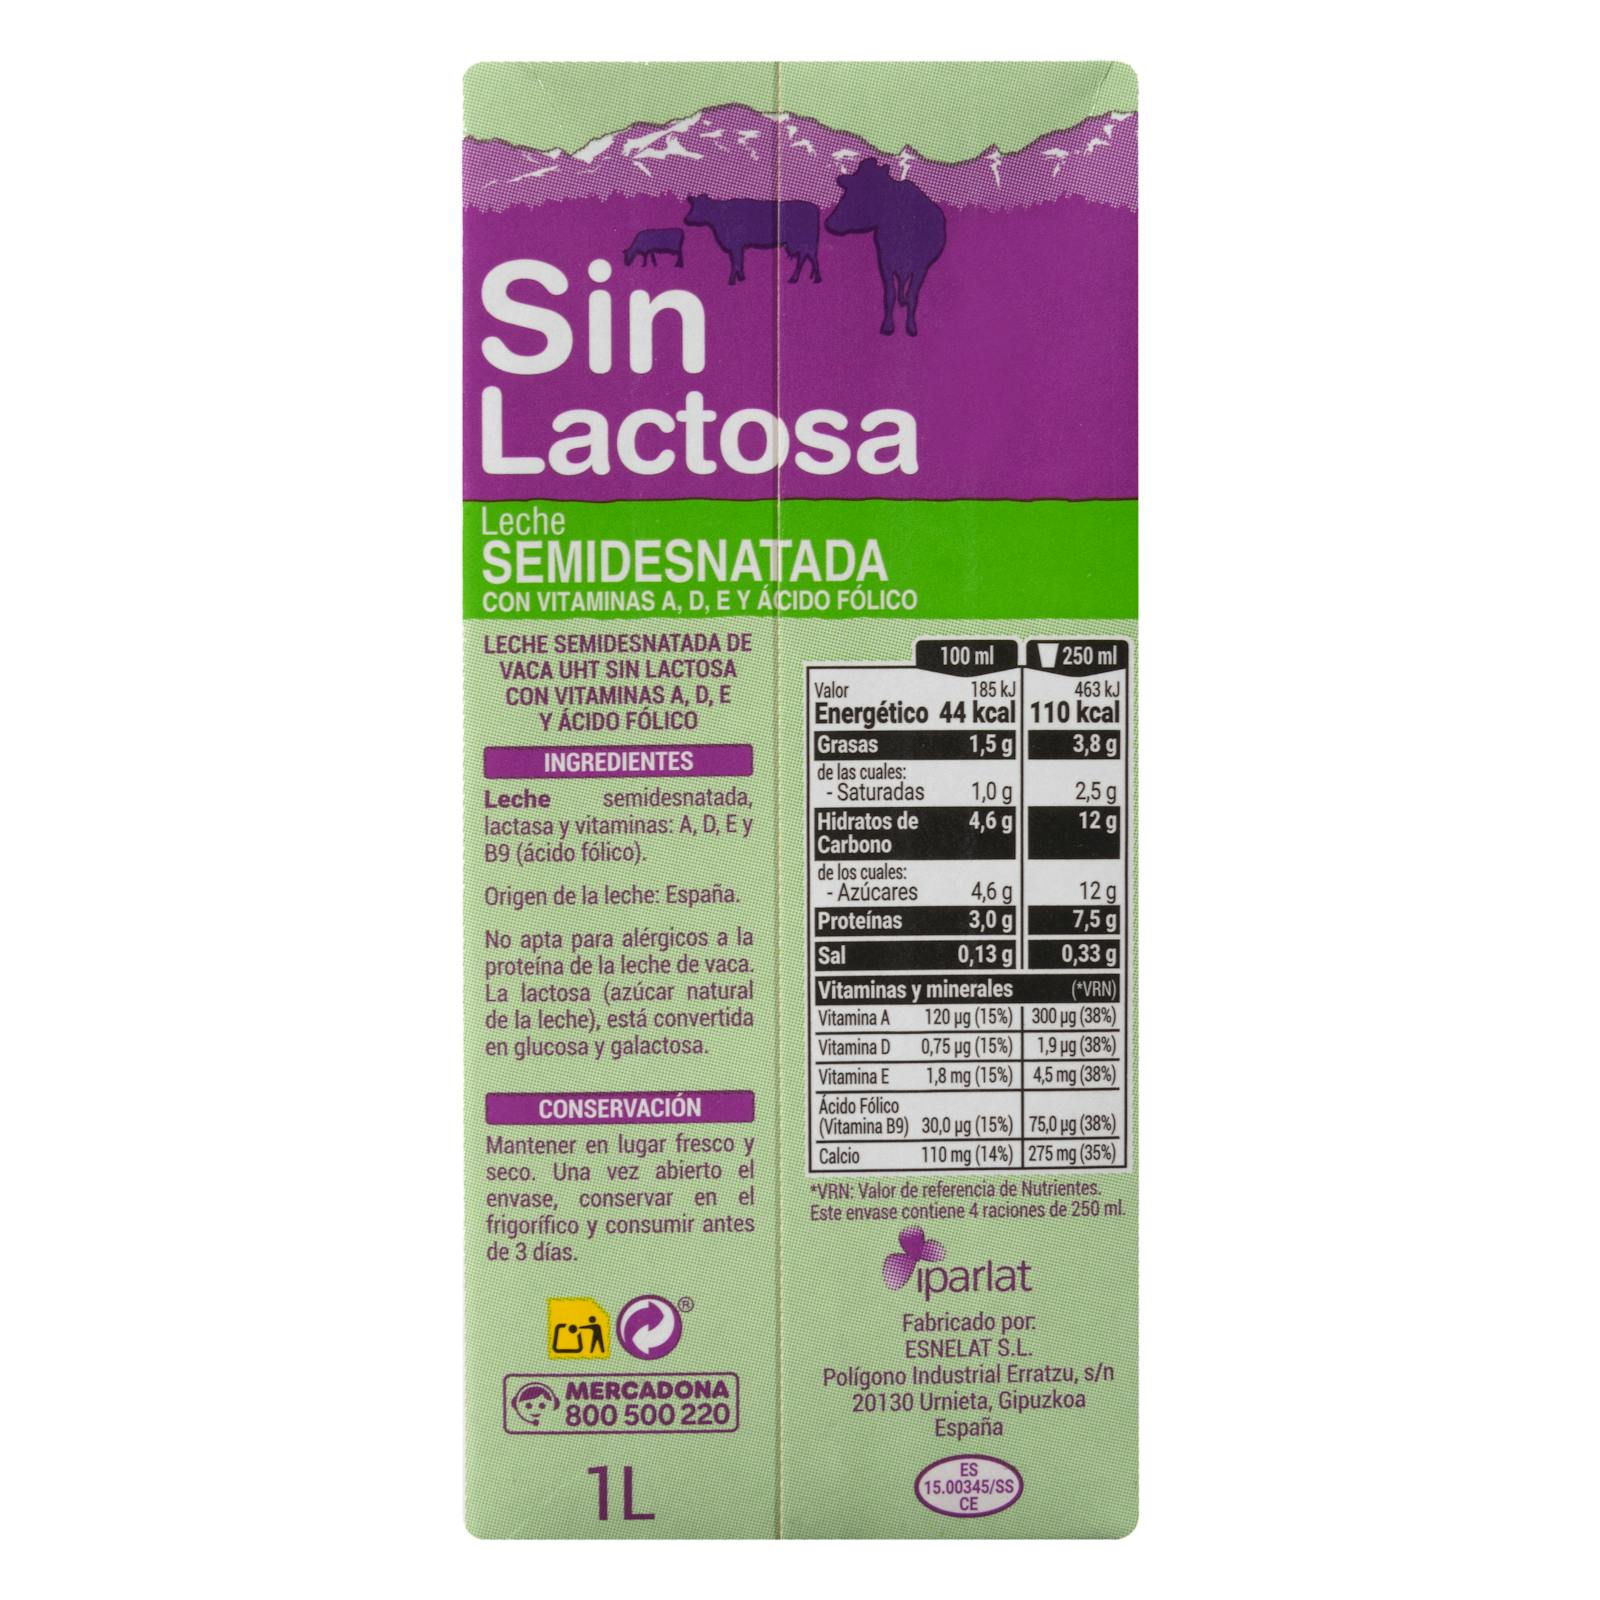 Sin
Lactosa
Leche
SEMIDESNATADA
CON VITAMINAS A, D, E Y ÁCIDO FÓLICO
LECHE SEMIDESNATADA DE
VACA UHT SIN LACTOSA
CON VITAMINAS A, D, E
Y ÁCIDO FÓLICO
INGREDIENTES
Leche semidesnatada,
lactasa y vitaminas: A, D, E y
B9 (ácido fólico).
Origen de la leche: España.
No apta para alérgicos a la
proteína de la leche de vaca.
La lactosa (azúcar natural
de la leche), está convertida
en glucosa y galactosa.
CONSERVACIÓN
Mantener en lugar fresco y
seco. Una vez abierto el
envase, conservar en el
frigorífico y consumir antes
de 3 días.
®
MERCADONA
800 500 220
1L
100 ml 250 ml
Valor 185 kJ 463 kJ
Energético 44 kcal 110 kcal
Grasas 1,5 g 3,8 g
de las cuales:
- Saturadas 1,0 g 2,5 g
Hidratos de 4,6 g 12 g
Carbono
de los cuales:
- Azúcares 4,6 g 12 g
Proteínas 3,0 g 7,5 g
Sal 0,13 g 0,33 g
Vitaminas y minerales (*VRN)
Vitamina A 120 µg (15%) 300 µg (38%)
Vitamina D 0,75 µg (15%) 1,9 µg (38%)
Vitamina E 1,8 mg (15%) 4,5 mg (38%)
Ácido Fólico
(Vitamina B9) 30,0 µg (15%) 75,0 µg (38%)
Calcio 110 mg (14%) 275 mg (35%)
*VRN: Valor de referencia de Nutrientes.
Este envase contiene 4 raciones de 250 ml.
iparlat
Fabricado por:
ESNELAT S.L.
Polígono Industrial Erratzu, s/n
20130 Urnieta, Gipuzkoa
España
ES
15.00345/SS
CE